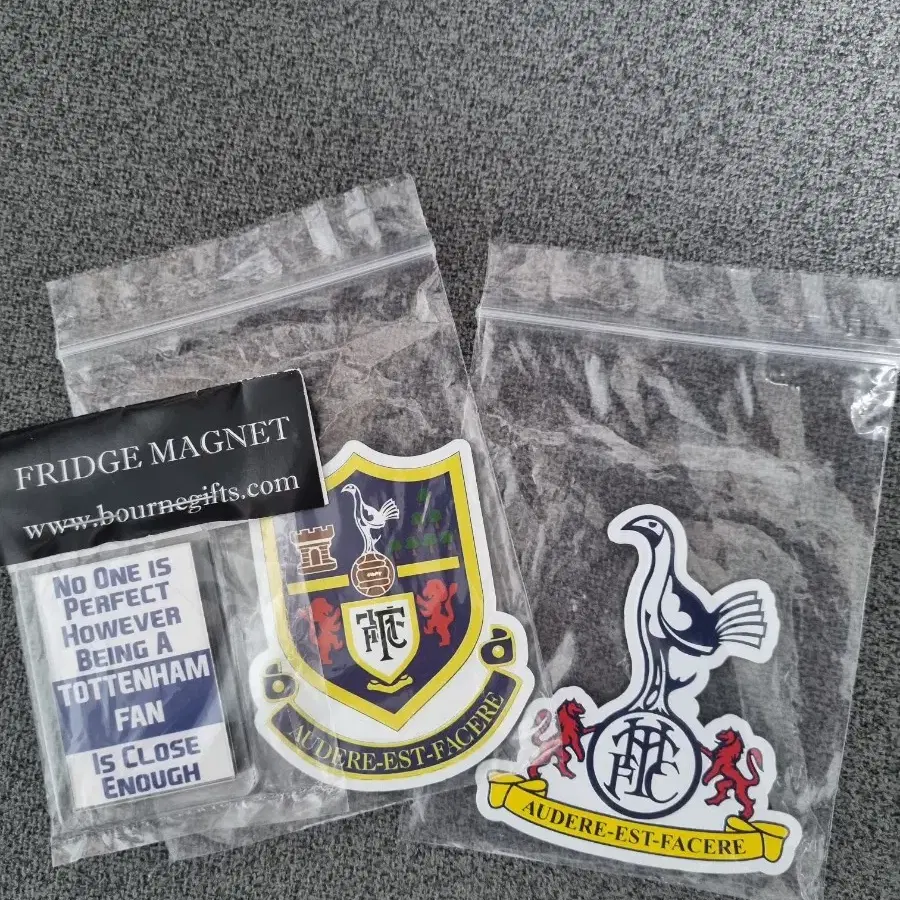 FRIDGE MAGNET
www.bournegifts.com
No One is
Perfect
However
Being A
Tottenham
Fan
Is Close
Enough
THFC
AUDERE-EST-FACERE
THFC
AUDERE-EST-FACERE